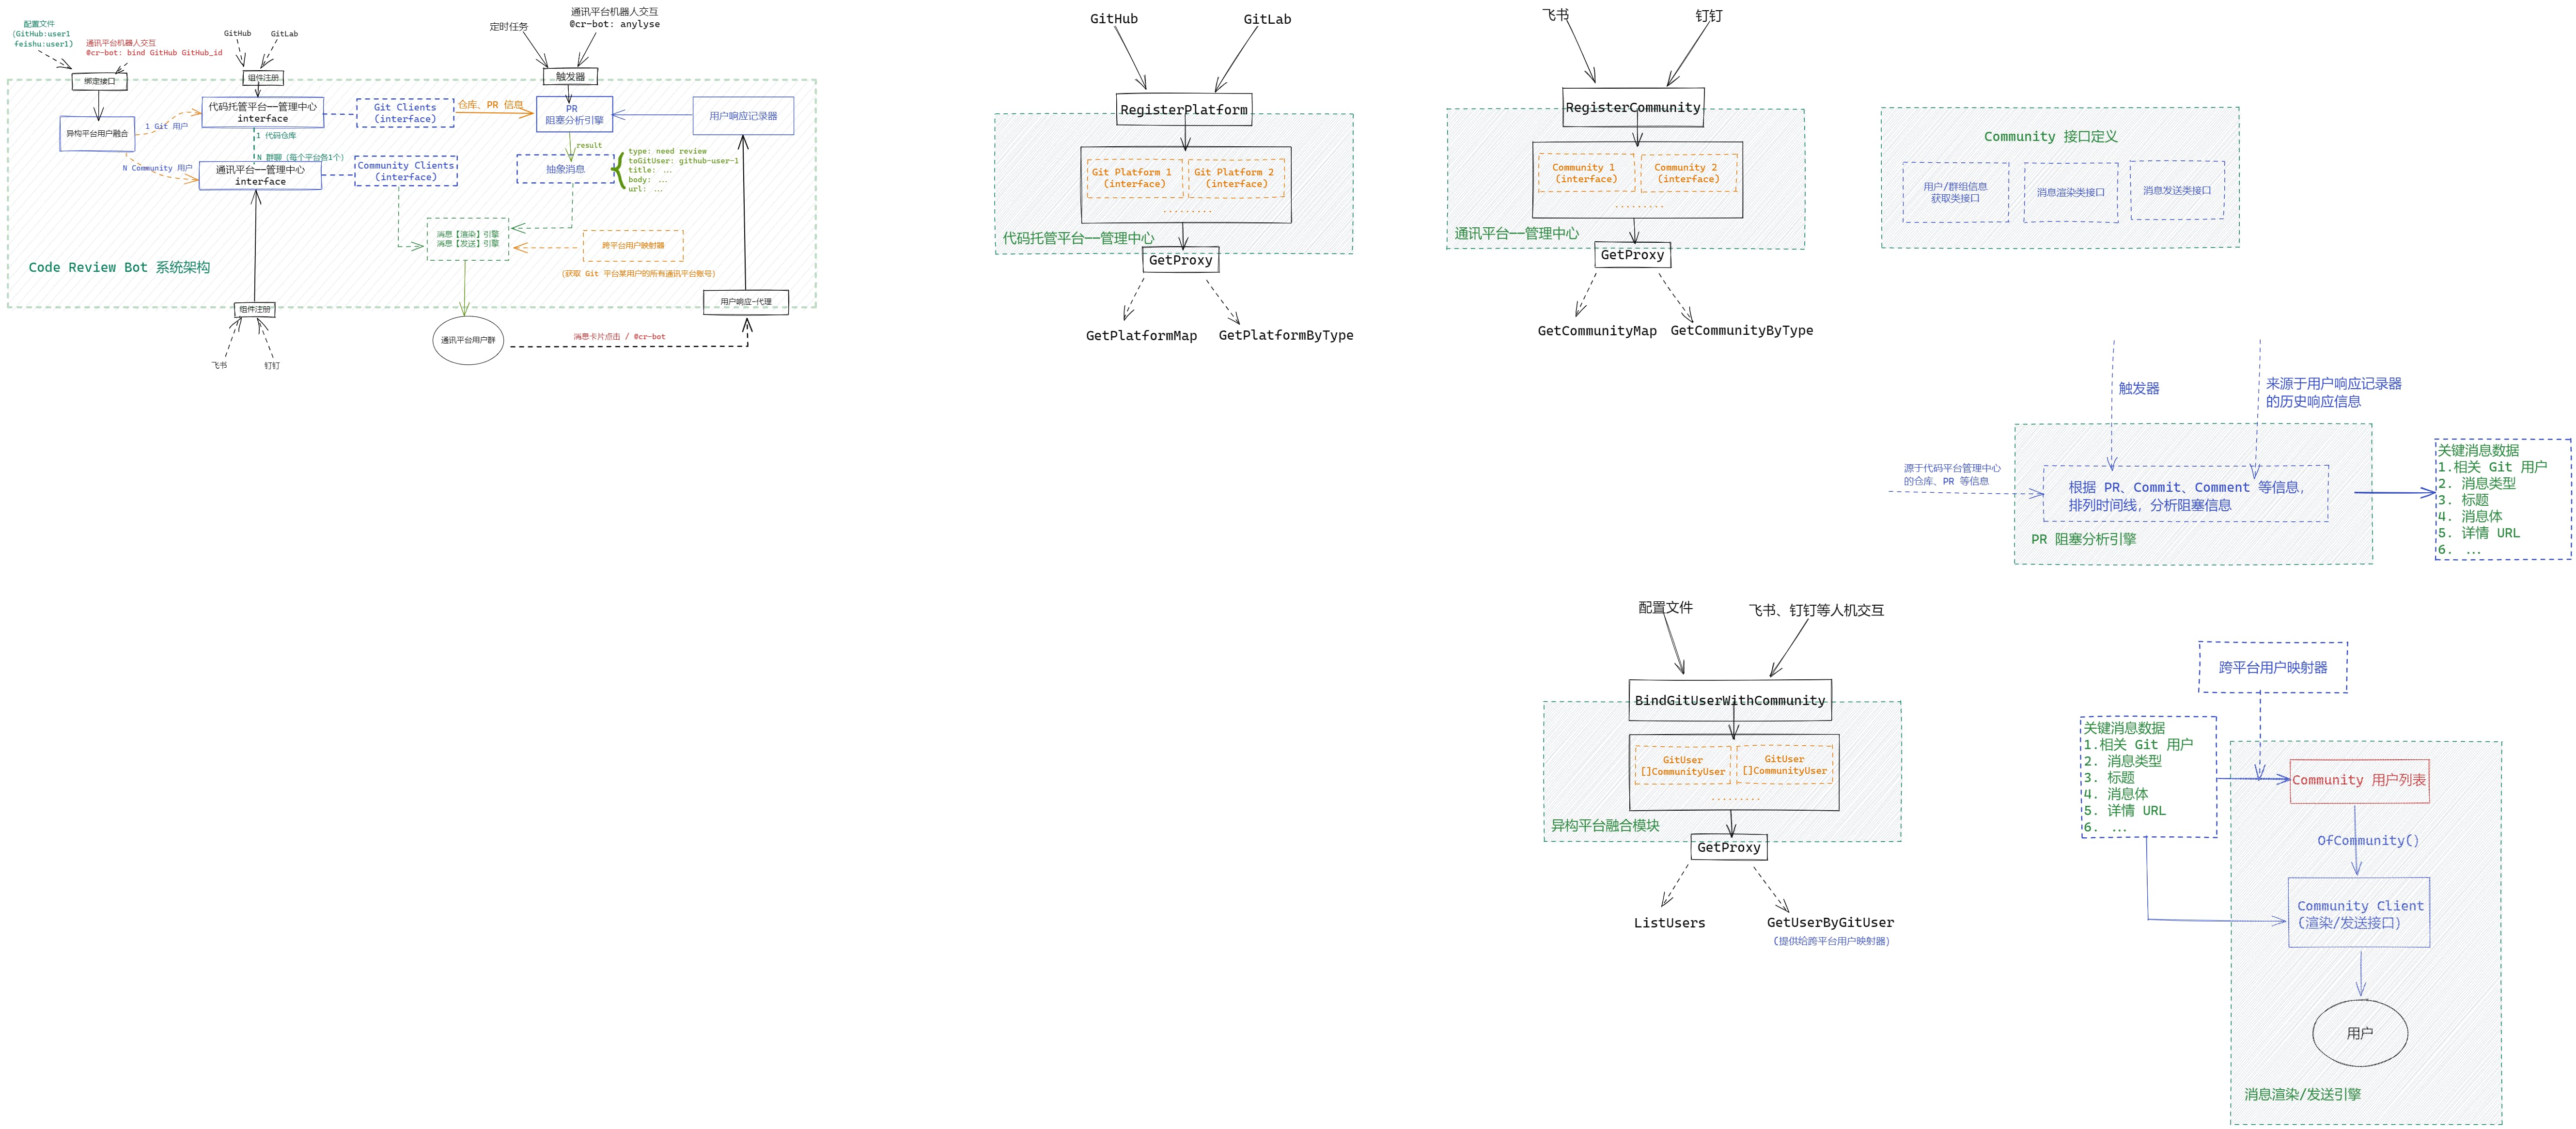 配置文件
(GitHub:user1
feishu:user1)
通讯平台机器人交互
@cr-bot: bind GitHub GitHub_id
绑定接口
GitHub
GitLab
组件注册
定时任务
通讯平台机器人交互
@cr-bot: anylyse
触发器
异构平台用户融合
1 Git 用户
N Community 用户
代码托管平台——管理中心
interface
1 代码仓库
N 群聊（每个平台各1个）
通讯平台——管理中心
interface
Git Clients
(interface)
Community Clients
(interface)
仓库、PR 信息
PR
阻塞分析引擎
用户响应记录器
result
抽象消息
type: need review
toGitUser: github-user-1
title: ...
body: ...
url: ...
消息【渲染】引擎
消息【发送】引擎
跨平台用户映射器
(获取 Git 平台某用户的所有通讯平台账号)
Code Review Bot 系统架构
用户响应-代理
组件注册
飞书
钉钉
通讯平台用户群
消息卡片点击 / @cr-bot
GitHub
GitLab
RegisterPlatform
Git Platform 1
(interface)
Git Platform 2
(interface)
.........
代码托管平台——管理中心
GetProxy
GetPlatformMap
GetPlatformByType
飞书
钉钉
RegisterCommunity
Community 1
(interface)
Community 2
(interface)
.........
通讯平台——管理中心
GetProxy
GetCommunityMap
GetCommunityByType
Community 接口定义
用户/群组信息
获取类接口
消息渲染类接口
消息发送类接口
触发器
来源于用户响应记录器
的历史响应信息
源于代码平台管理中心
的仓库、PR 等信息
根据 PR、Commit、Comment 等信息，
排列时间线，分析阻塞信息
PR 阻塞分析引擎
关键消息数据
1.相关 Git 用户
2. 消息类型
3. 标题
4. 消息体
5. 详情 URL
6. ...
配置文件
飞书、钉钉等人机交互
BindGitUserWithCommunity
GitUser
[]CommunityUser
GitUser
[]CommunityUser
.........
异构平台融合模块
GetProxy
ListUsers
GetUserByGitUser
(提供给跨平台用户映射器)
跨平台用户映射器
关键消息数据
1.相关 Git 用户
2. 消息类型
3. 标题
4. 消息体
5. 详情 URL
6. ...
Community 用户列表
OfCommunity()
Community Client
(渲染/发送接口)
用户
消息渲染/发送引擎